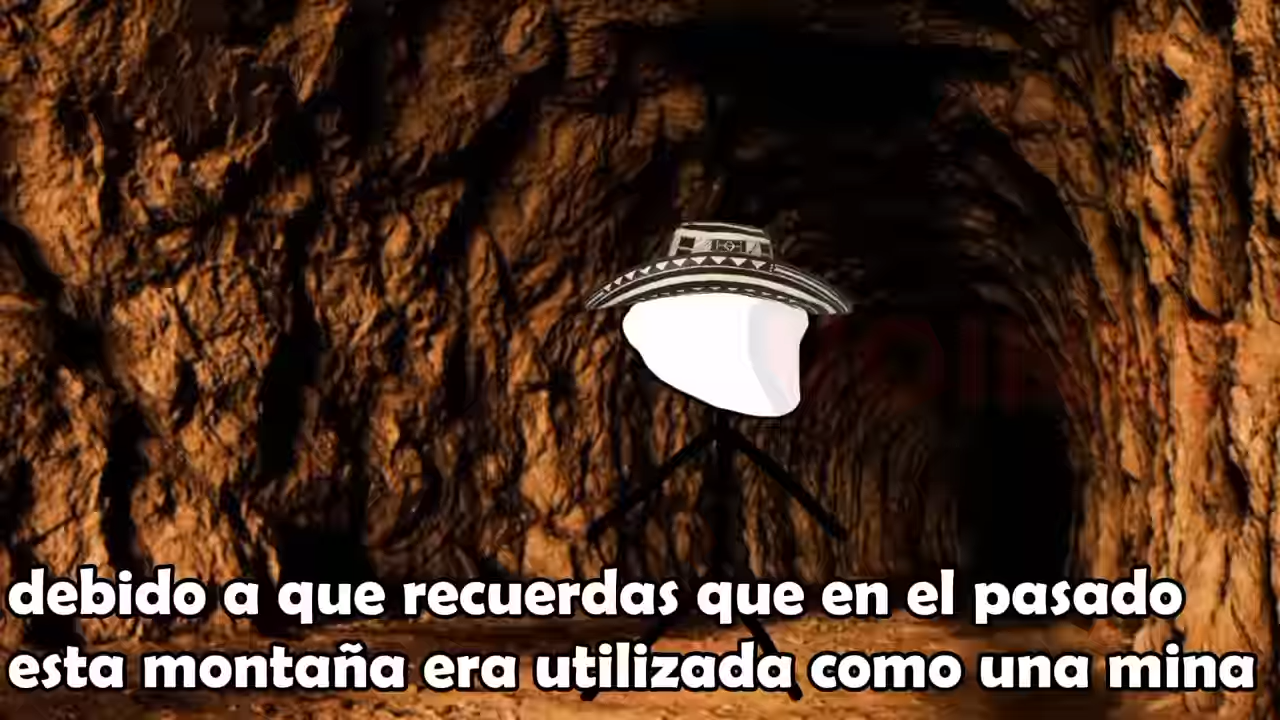 debido a que recuerdas que en el pasado
esta montaña era utilizada como una mina